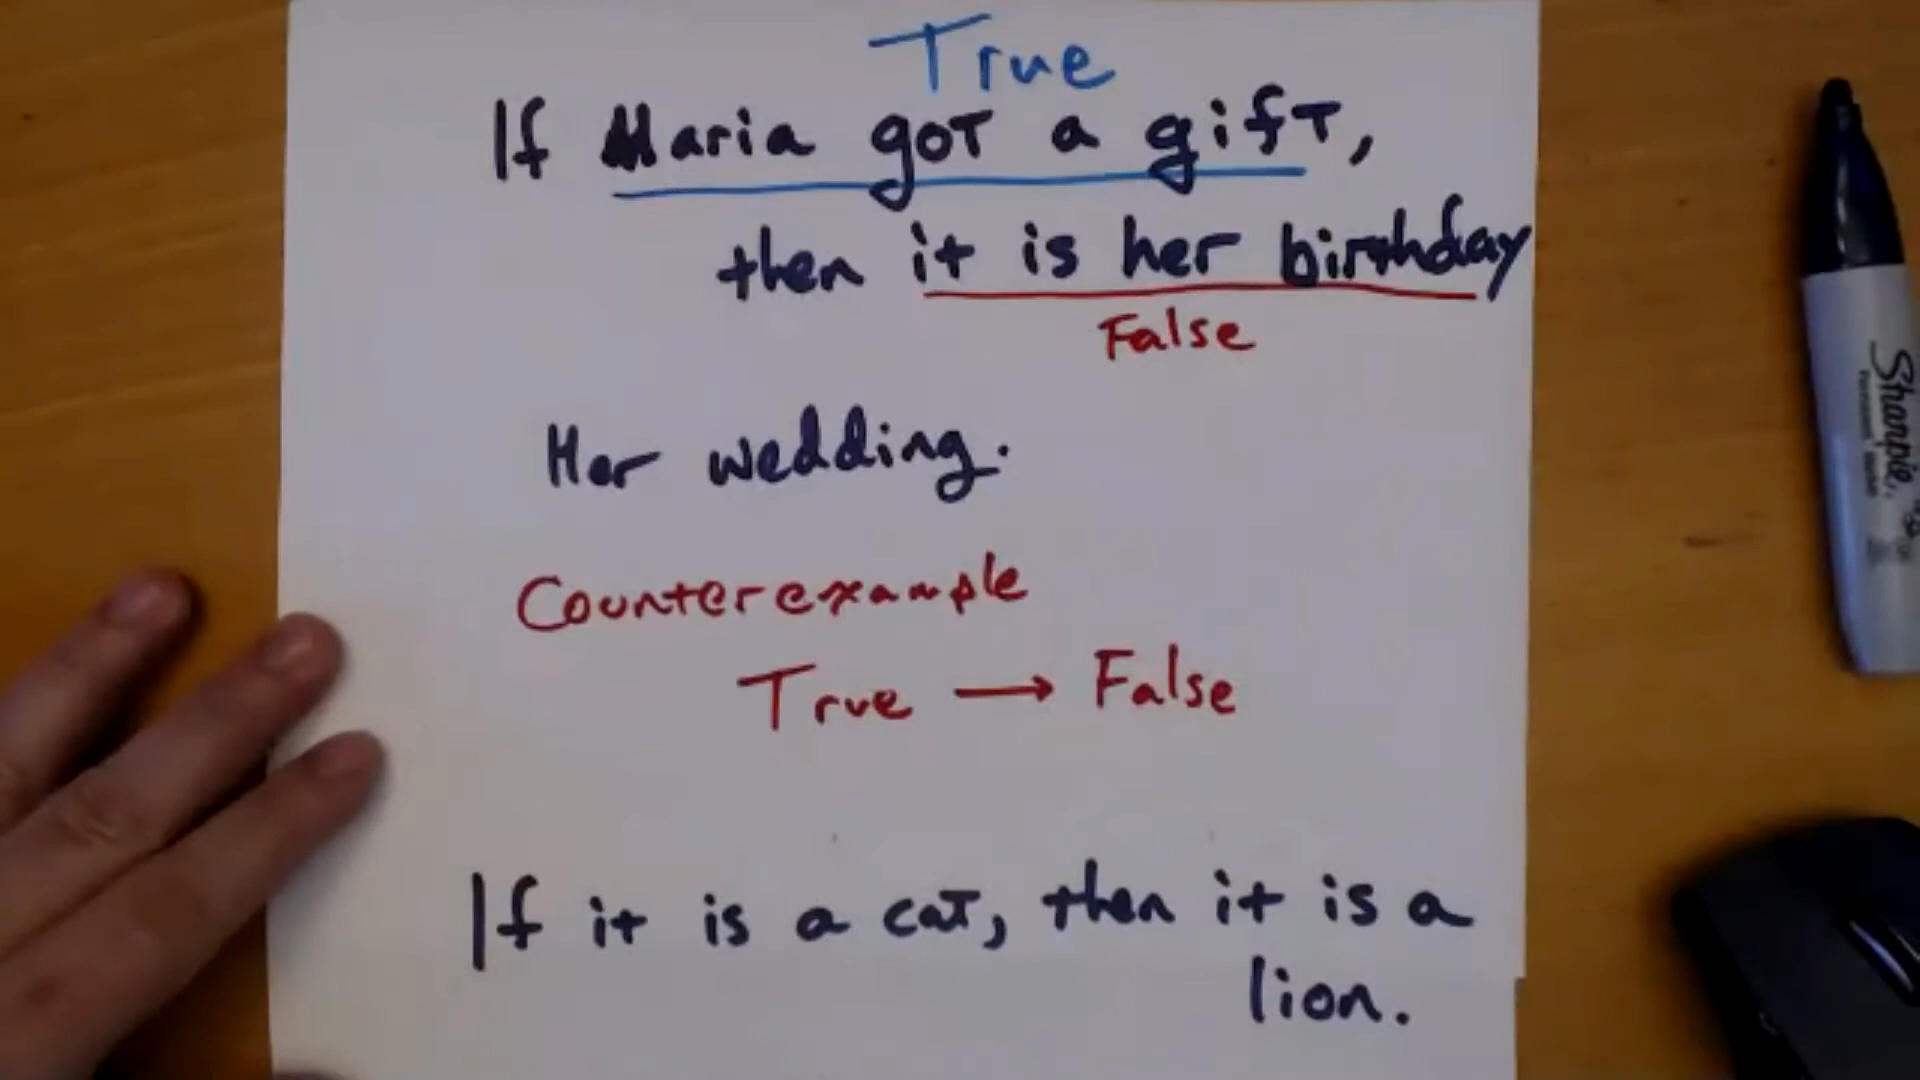 True
If Maria got a gift,
then it is her birthday
False
Her wedding.
Counterexample
True → False
If it is a cat, then it is a
lion.
Sharpie